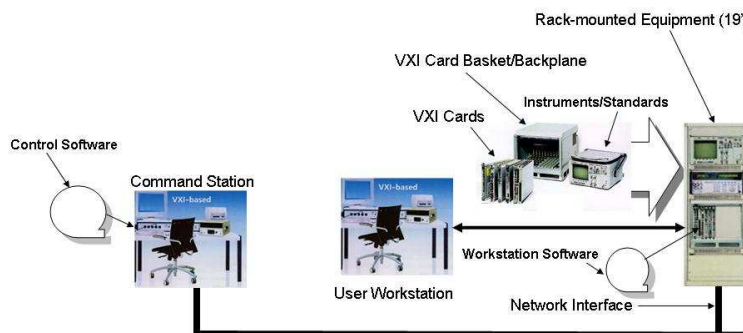 Rack-mounted Equipment (19"
VXI Card Basket/Backplane
Instruments/Standards
VXI Cards
Control Software
Command Station
VXI-based
VXI-based
Workstation Software
User Workstation
Network Interface